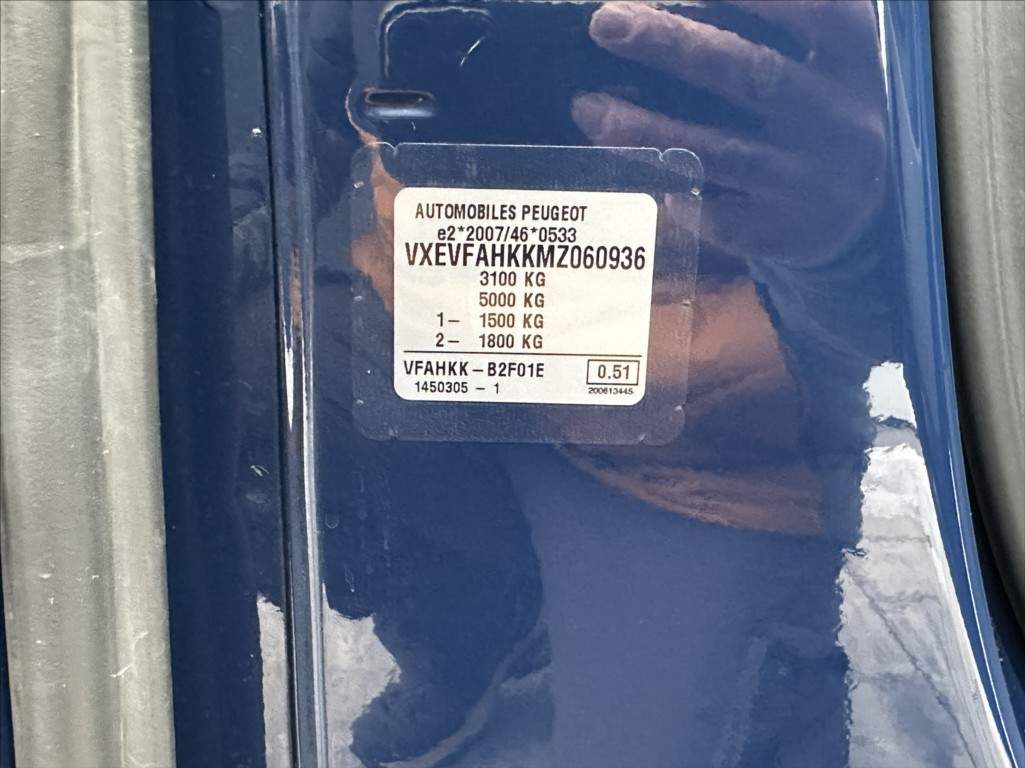 AUTOMOBILES PEUGEOT
e2*2007/46*0533
VXEVFAHKKMZ060936
3100 KG
5000 KG
1- 1500 KG
2- 1800 KG
VFAHKK-B2F01E 0.51
1450305 - 1 200613445